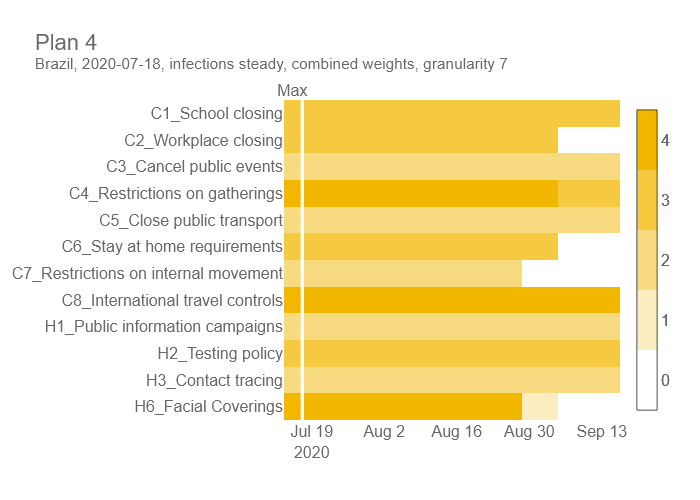 Plan 4
Brazil, 2020-07-18, infections steady, combined weights, granularity 7
Max
C1_School closing
C2_Workplace closing
C3_Cancel public events
C4_Restrictions on gatherings
C5_Close public transport
C6_Stay at home requirements
C7_Restrictions on internal movement
C8_International travel controls
H1_Public information campaigns
H2_Testing policy
H3_Contact tracing
H6_Facial Coverings
Jul 19 Aug 2 Aug 16 Aug 30 Sep 13
2020
4
3
2
1
0